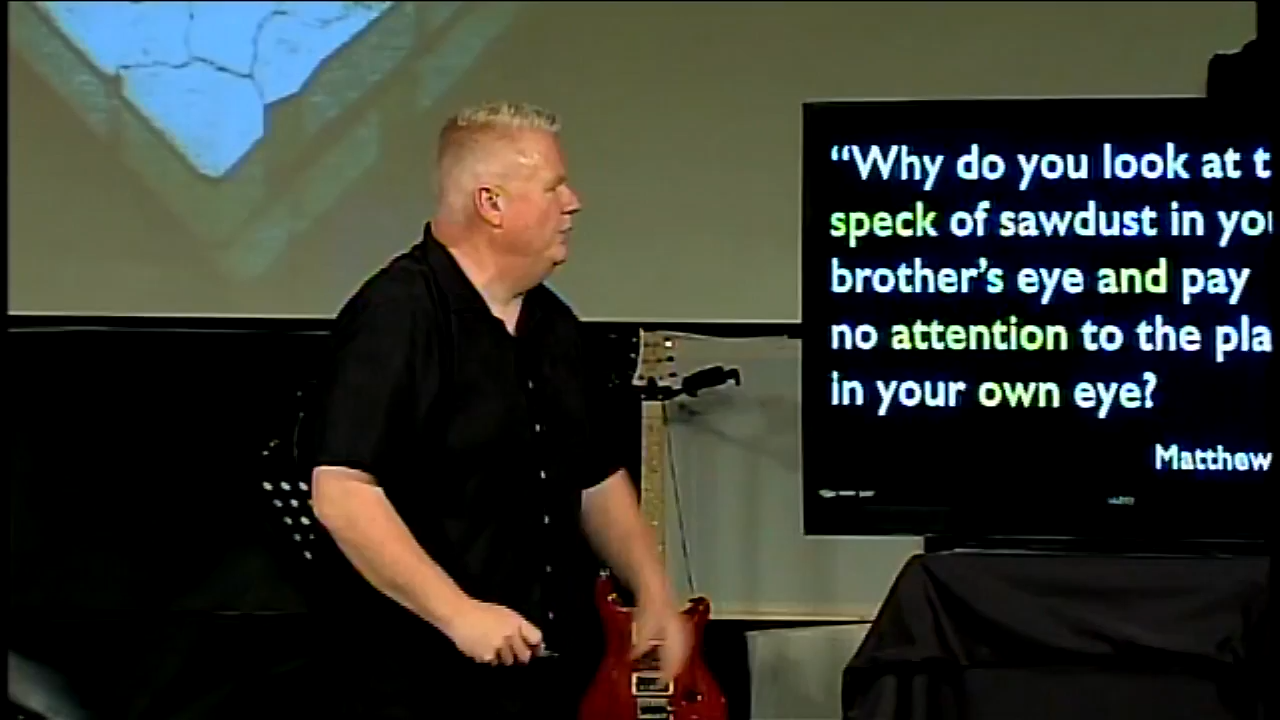 “Why do you look at t
speck of sawdust in you
brother’s eye and pay
no attention to the pla
in your own eye?
Matthew